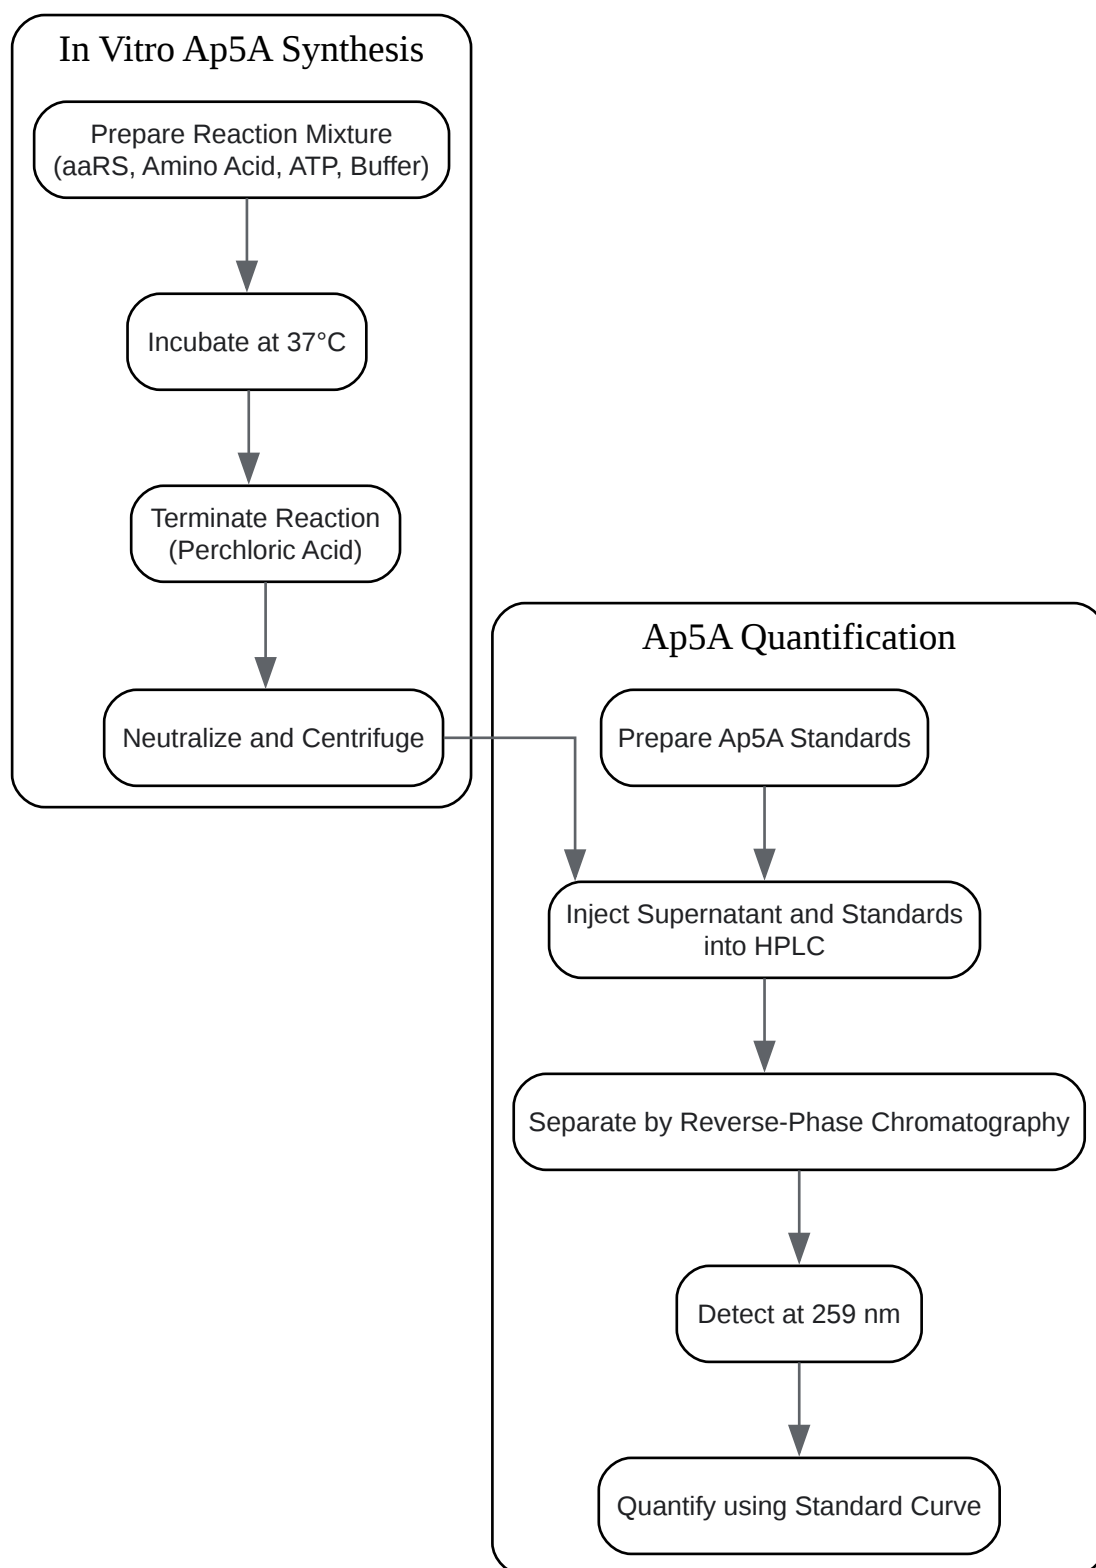 In Vitro Ap5A Synthesis
Prepare Reaction Mixture
(aaRS, Amino Acid, ATP, Buffer)
Incubate at 37°C
Terminate Reaction
(Perchloric Acid)
Neutralize and Centrifuge
Ap5A Quantification
Prepare Ap5A Standards
Inject Supernatant and Standards
into HPLC
Separate by Reverse-Phase Chromatography
Detect at 259 nm
Quantify using Standard Curve